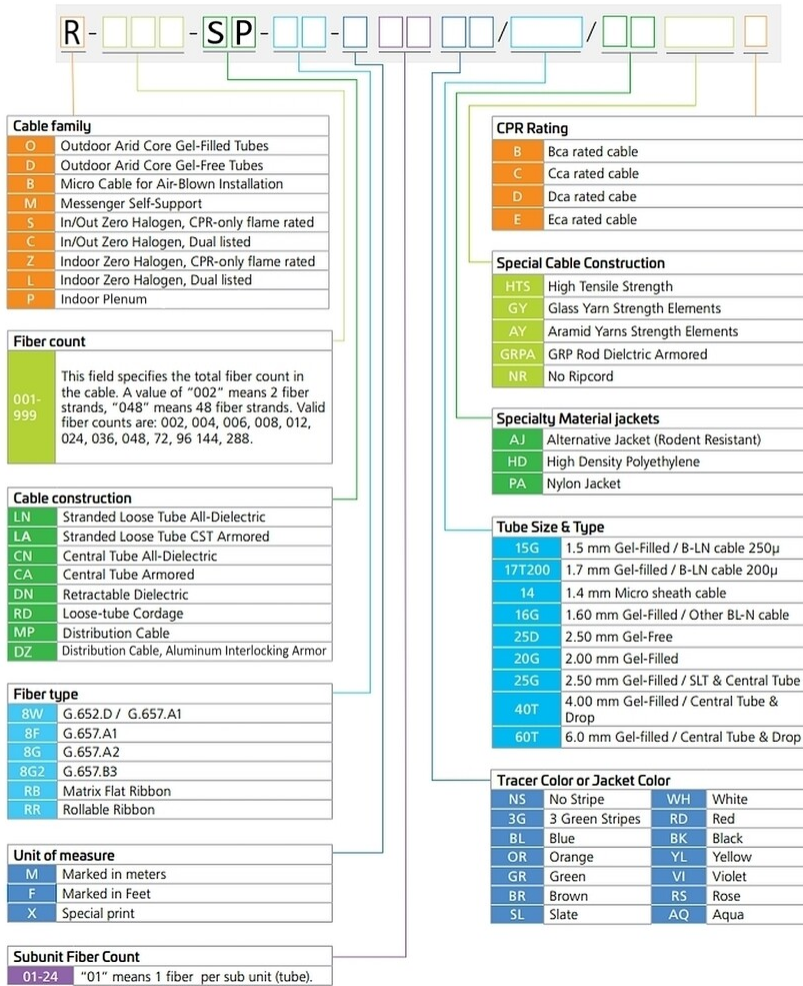 R - - SP - - / /
Cable family
O Outdoor Arid Core Gel-Filled Tubes
D Outdoor Arid Core Gel-Free Tubes
B Micro Cable for Air-Blown Installation
M Messenger Self-Support
S In/Out Zero Halogen, CPR-only flame rated
C In/Out Zero Halogen, Dual listed
Z Indoor Zero Halogen, CPR-only flame rated
L Indoor Zero Halogen, Dual listed
P Indoor Plenum
Fiber count
001-
999
This field specifies the total fiber count in
the cable. A value of “002” means 2 fiber
strands, “048” means 48 fiber strands. Valid
fiber counts are: 002, 004, 006, 008, 012,
024, 036, 048, 72, 96 144, 288.
Cable construction
LN Stranded Loose Tube All-Dielectric
LA Stranded Loose Tube CST Armored
CN Central Tube All-Dielectric
CA Central Tube Armored
DN Retractable Dielectric
RD Loose-tube Cordage
MP Distribution Cable
DZ Distribution Cable, Aluminum Interlocking Armor
Fiber type
8W G.652.D / G.657.A1
8F G.657.A1
8G G.657.A2
8G2 G.657.B3
RB Matrix Flat Ribbon
RR Rollable Ribbon
Unit of measure
M Marked in meters
F Marked in Feet
X Special print
Subunit Fiber Count
01-24 “01” means 1 fiber per sub unit (tube).
CPR Rating
B Bca rated cable
C Cca rated cable
D Dca rated cabe
E Eca rated cable
Special Cable Construction
HTS High Tensile Strength
GY Glass Yarn Strength Elements
AY Aramid Yarns Strength Elements
GRPA GRP Rod Dielctric Armored
NR No Ripcord
Specialty Material jackets
AJ Alternative Jacket (Rodent Resistant)
HD High Density Polyethylene
PA Nylon Jacket
Tube Size & Type
15G 1.5 mm Gel-Filled / B-LN cable 250µ
17T200 1.7 mm Gel-filled / B-LN cable 200µ
14 1.4 mm Micro sheath cable
16G 1.60 mm Gel-Filled / Other BL-N cable
25D 2.50 mm Gel-Free
20G 2.00 mm Gel-Filled
25G 2.50 mm Gel-Filled / SLT & Central Tube
40T 4.00 mm Gel-Filled / Central Tube &
Drop
60T 6.0 mm Gel-filled / Central Tube & Drop
Tracer Color or Jacket Color
NS No Stripe WH White
3G 3 Green Stripes RD Red
BL Blue BK Black
OR Orange YL Yellow
GR Green VI Violet
BR Brown RS Rose
SL Slate AQ Aqua